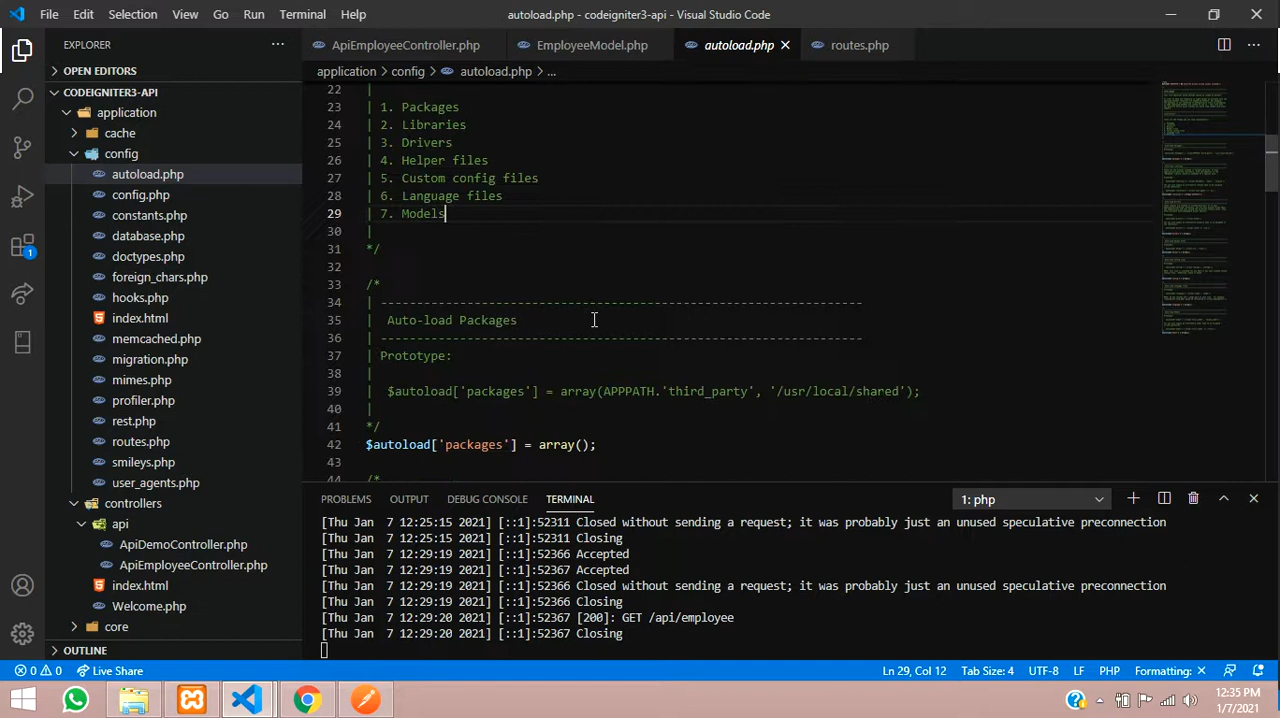 File Edit Selection View Go Run Terminal Help autoload.php - codeigniter3-api - Visual Studio Code
EXPLORER
OPEN EDITORS
CODEIGNITER3-API
application
cache
config
autoload.php
config.php
constants.php
database.php
doctypes.php
foreign_chars.php
hooks.php
index.html
memcached.php
migration.php
mimes.php
profiler.php
rest.php
routes.php
smileys.php
user_agents.php
controllers
api
ApiDemoController.php
ApiEmployeeController.php
index.html
Welcome.php
core
OUTLINE
1
ApiEmployeeController.php EmployeeModel.php autoload.php routes.php
application > config > autoload.php > ...
22 |
23 | 1. Packages
24 | 2. Libraries
25 | 3. Drivers
26 | 4. Helper files
27 | 5. Custom config files
28 | 6. Language files
29 | 7. Models
30 |
31 */
32
33 /*
34 | -------------------------------------------------------------------
35 | Auto-load Packages
36 | -------------------------------------------------------------------
37 | Prototype:
38 |
39 | $autoload['packages'] = array(APPPATH.'third_party', '/usr/local/shared');
40 |
41 */
42 $autoload['packages'] = array();
43
44 /*
PROBLEMS OUTPUT DEBUG CONSOLE TERMINAL 1: php
[Thu Jan 7 12:25:15 2021] [::1]:52311 Closed without sending a request; it was probably just an unused speculative preconnection
[Thu Jan 7 12:25:15 2021] [::1]:52311 Closing
[Thu Jan 7 12:29:19 2021] [::1]:52366 Accepted
[Thu Jan 7 12:29:19 2021] [::1]:52367 Accepted
[Thu Jan 7 12:29:19 2021] [::1]:52366 Closed without sending a request; it was probably just an unused speculative preconnection
[Thu Jan 7 12:29:19 2021] [::1]:52366 Closing
[Thu Jan 7 12:29:20 2021] [::1]:52367 [200]: GET /api/employee
[Thu Jan 7 12:29:20 2021] [::1]:52367 Closing
0 0 Live Share Ln 29, Col 12 Tab Size: 4 UTF-8 LF PHP Formatting: ×
12:35 PM
1/7/2021